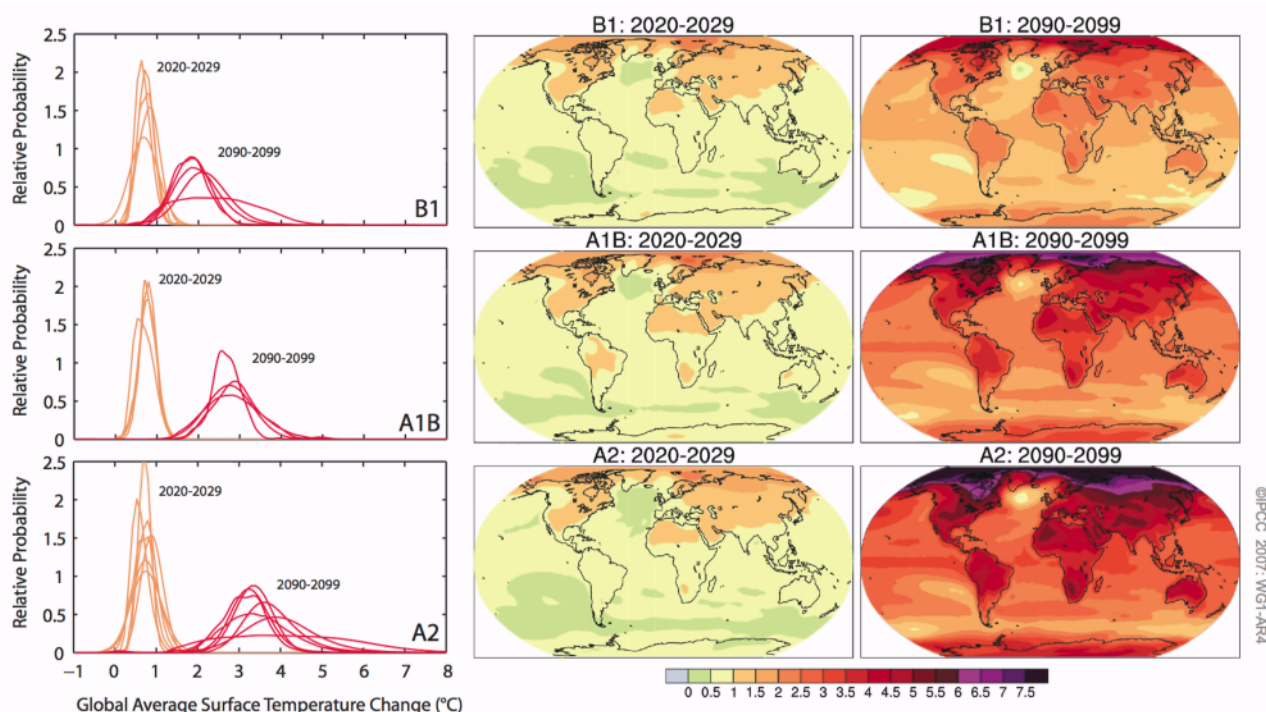 B1: 2020-2029
B1: 2090-2099
2.5
2
1.5
1
0.5
0
Relative Probability
2020-2029
2090-2099
B1
A1B: 2020-2029
A1B: 2090-2099
2.5
2
1.5
1
0.5
0
Relative Probability
2020-2029
2090-2099
A1B
A2: 2020-2029
A2: 2090-2099
2.5
2
1.5
1
0.5
0
Relative Probability
2020-2029
2090-2099
A2
−1 0 1 2 3 4 5 6 7 8
Global Average Surface Temperature Change (°C)
0 0.5 1 1.5 2 2.5 3 3.5 4 4.5 5 5.5 6 6.5 7 7.5
©IPCC 2007: WG1-AR4